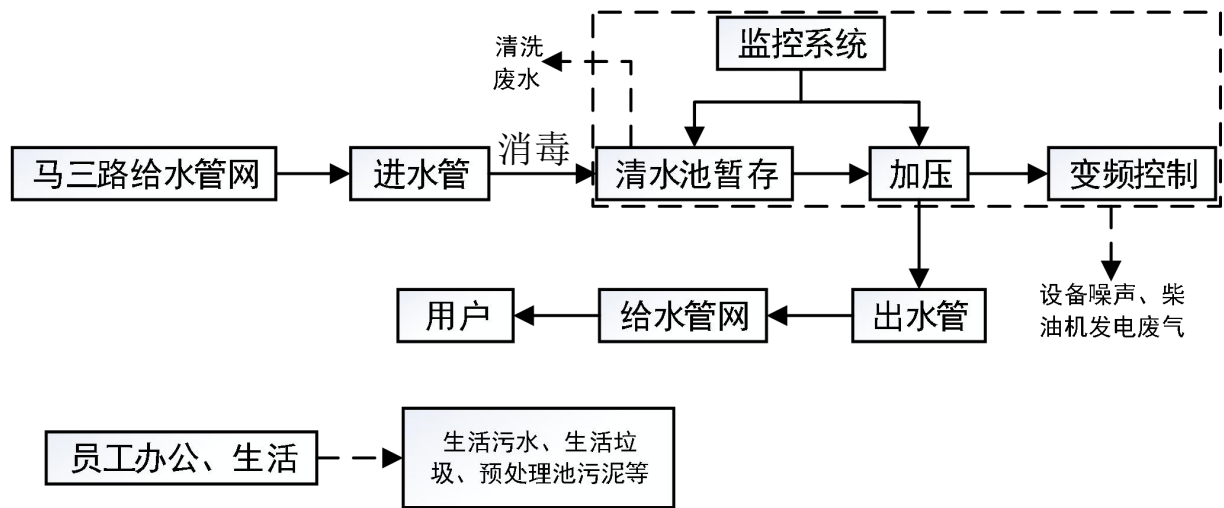 监控系统
清洗
废水
马三路给水管网
进水管
消毒
清水池暂存
加压
变频控制
用户
给水管网
出水管
设备噪声、柴
油机发电废气
员工办公、生活
生活污水、生活垃
圾、预处理池污泥等